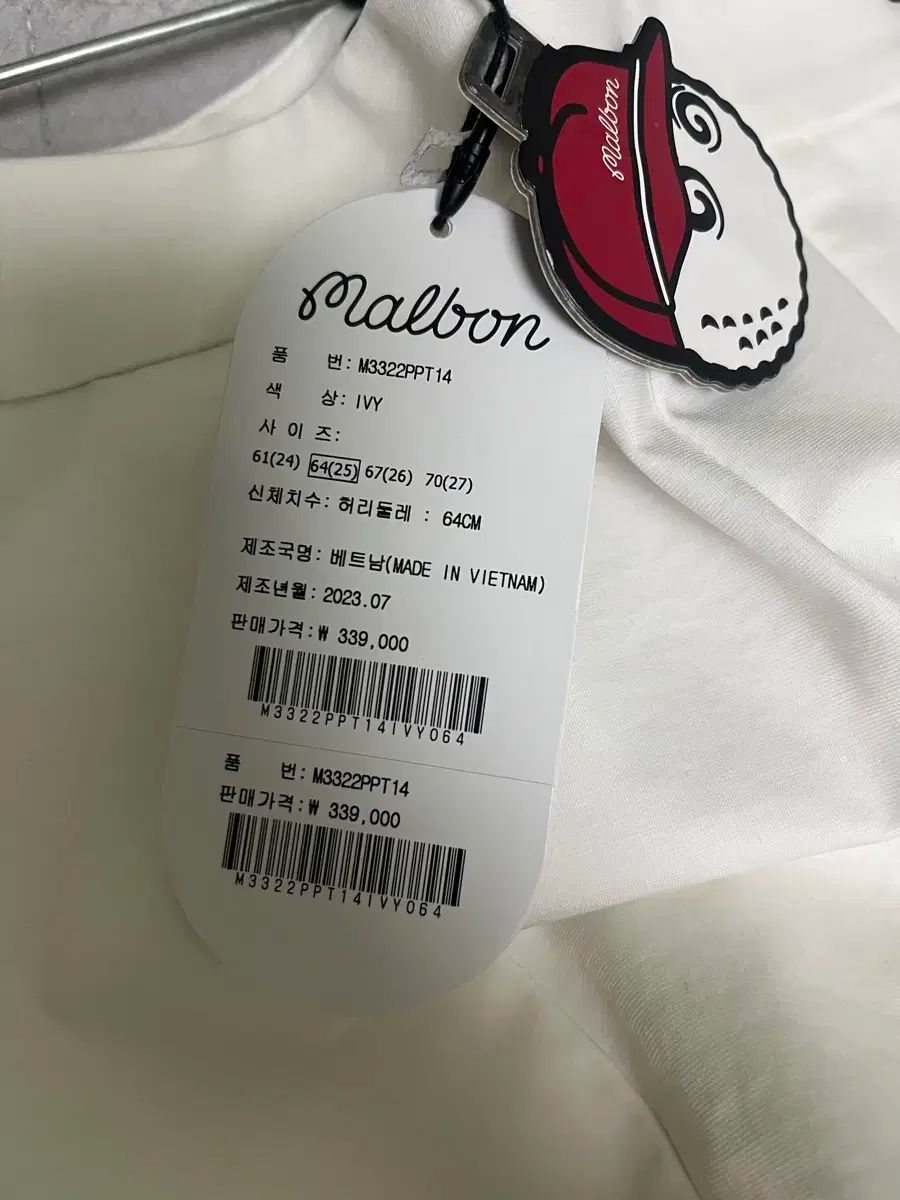 malbon
malbon
품 번: M3322PPT14
색 상: IVY
사 이 즈:
61(24) 64(25) 67(26) 70(27)
신체치수: 허리둘레 : 64CM
제조국명: 베트남(MADE IN VIETNAM)
제조년월: 2023.07
판매가격:₩ 339,000
M3322PPT14IVY064
품 번: M3322PPT14
판매가격:₩ 339,000
M3322PPT14IVY064